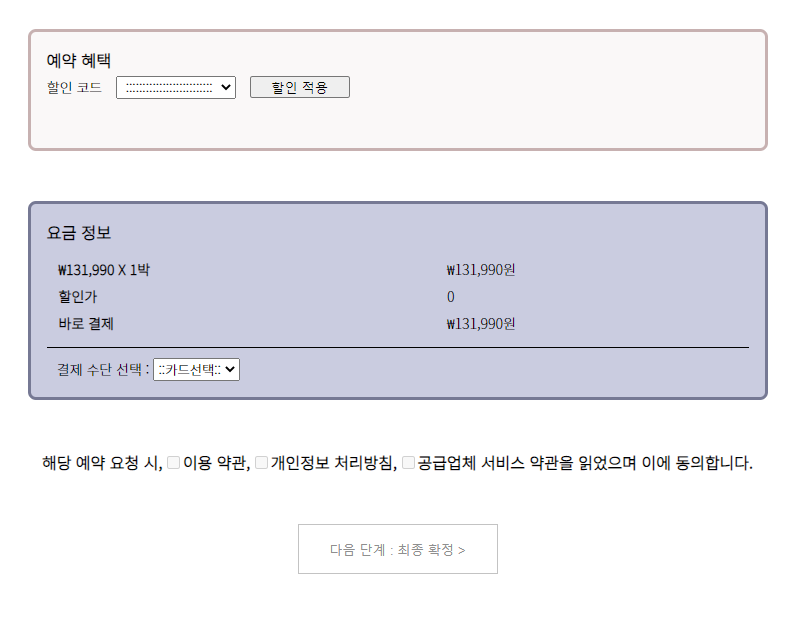 예약 혜택
할인 코드 :::::::::::::::::::::::::: 할인 적용
요금 정보
₩131,990 X 1박 ₩131,990원
할인가 0
바로 결제 ₩131,990원
결제 수단 선택 : ::카드선택::
해당 예약 요청 시, 이용 약관, 개인정보 처리방침, 공급업체 서비스 약관을 읽었으며 이에 동의합니다.
다음 단계 : 최종 확정 >